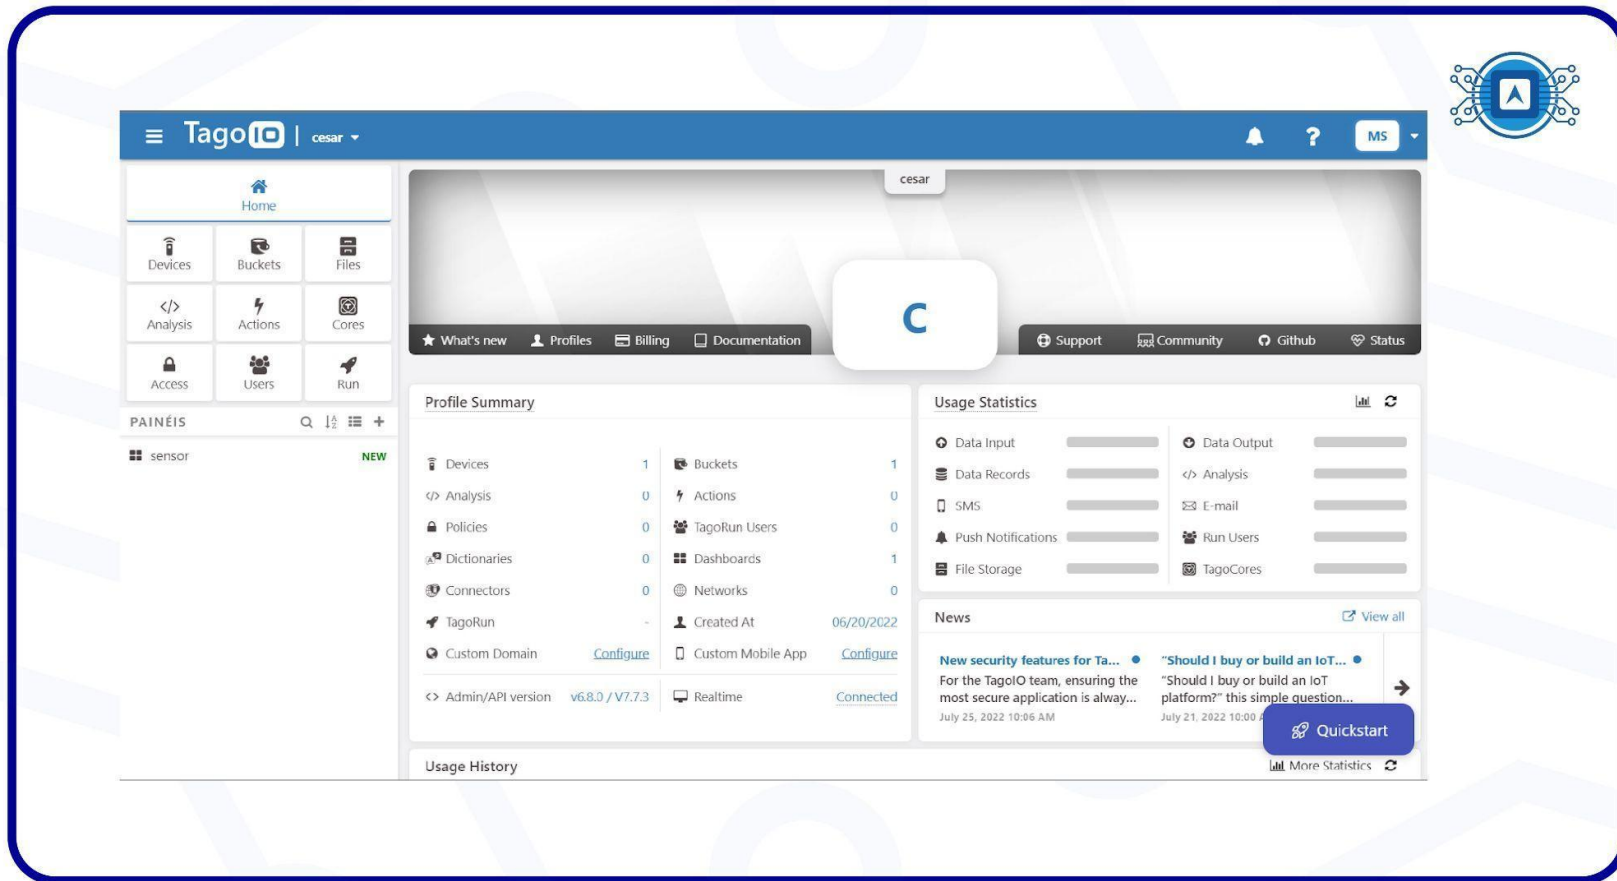 TagoIO | cesar
?
MS
Home
Devices Buckets Files
Analysis Actions Cores
Access Users Run
PAINÉIS
sensor NEW
cesar
C
What's new Profiles Billing Documentation
Support Community Github Status
Profile Summary
Devices 1 Buckets 1
Analysis 0 Actions 0
Policies 0 TagoRun Users 0
Dictionaries 0 Dashboards 1
Connectors 0 Networks 0
TagoRun - Created At 06/20/2022
Custom Domain Configure Custom Mobile App Configure
Admin/API version v6.8.0 / V7.7.3 Realtime Connected
Usage Statistics
Data Input Data Output
Data Records Analysis
SMS E-mail
Push Notifications Run Users
File Storage TagoCores
News View all
New security features for Ta...
For the TagoIO team, ensuring the
most secure application is alway...
July 25, 2022 10:06 AM
"Should I buy or build an IoT...
"Should I buy or build an IoT
platform?" this simple question...
July 21, 2022 10:00
Quickstart
Usage History More Statistics